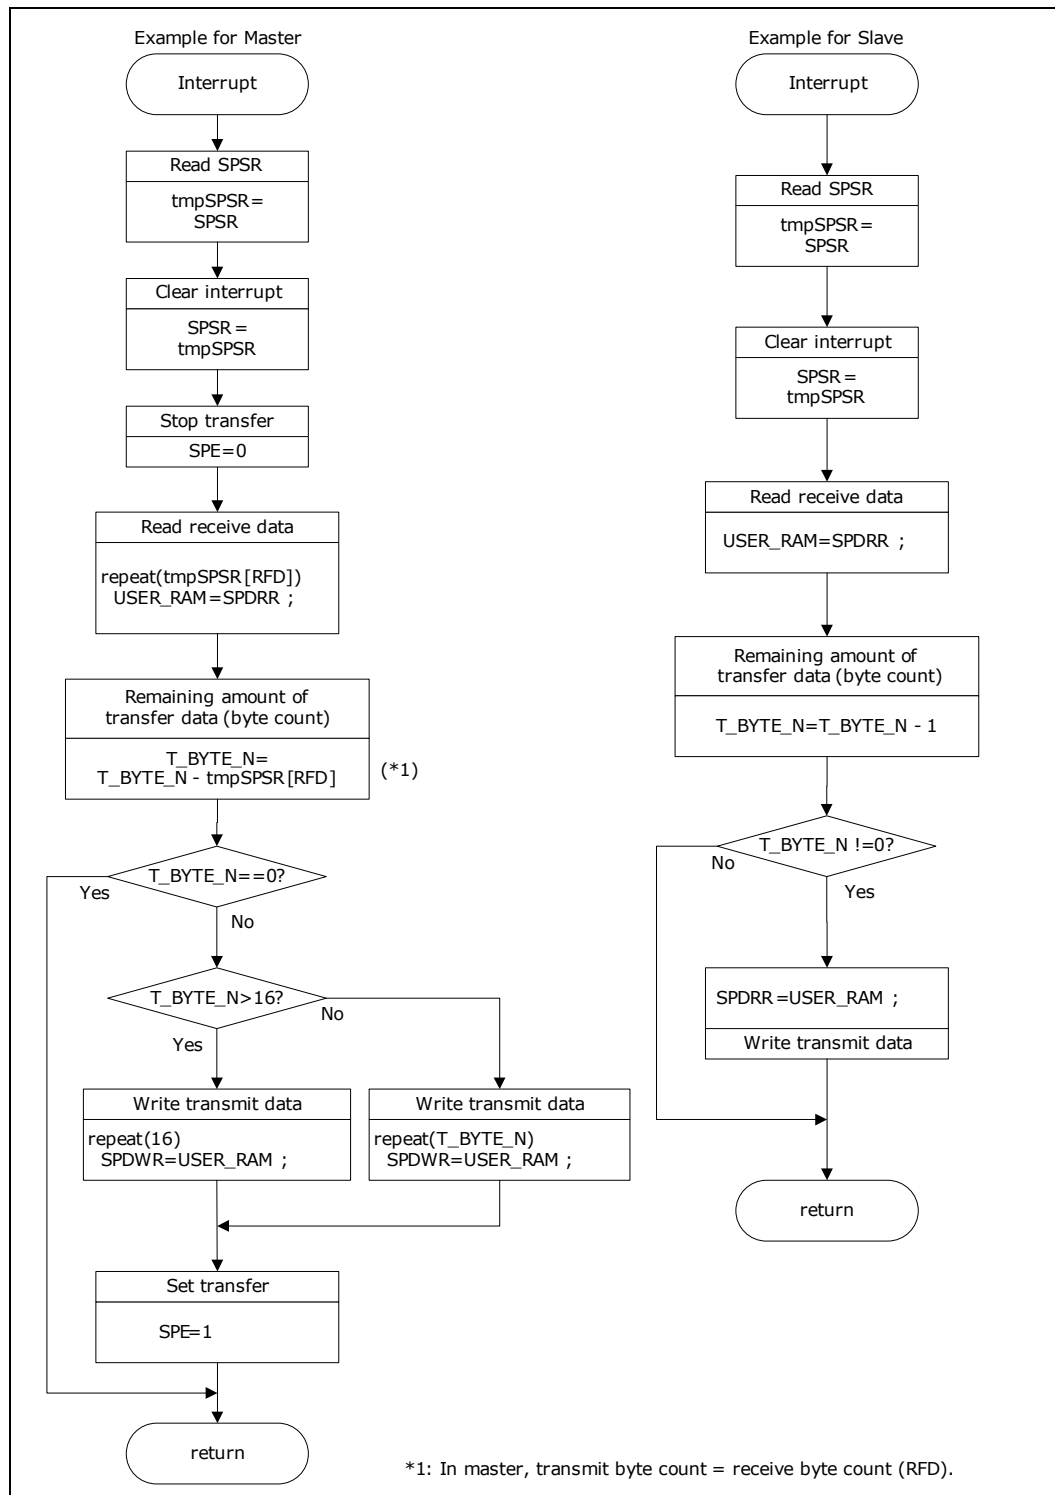 Example for Master
Interrupt
Read SPSR
tmpSPSR=
SPSR
Clear interrupt
SPSR=
tmpSPSR
Stop transfer
SPE=0
Read receive data
repeat(tmpSPSR[RFD])
USER_RAM=SPDRR ;
Remaining amount of
transfer data (byte count)
T_BYTE_N=
T_BYTE_N - tmpSPSR[RFD]
(*1)
T_BYTE_N==0?
Yes
No
T_BYTE_N>16?
No
Yes
Write transmit data
repeat(16)
SPDWR=USER_RAM ;
Write transmit data
repeat(T_BYTE_N)
SPDWR=USER_RAM ;
Set transfer
SPE=1
return
Example for Slave
Interrupt
Read SPSR
tmpSPSR=
SPSR
Clear interrupt
SPSR=
tmpSPSR
Read receive data
USER_RAM=SPDRR ;
Remaining amount of
transfer data (byte count)
T_BYTE_N=T_BYTE_N - 1
T_BYTE_N !=0?
No
Yes
SPDRR=USER_RAM ;
Write transmit data
return
*1: In master, transmit byte count = receive byte count (RFD).